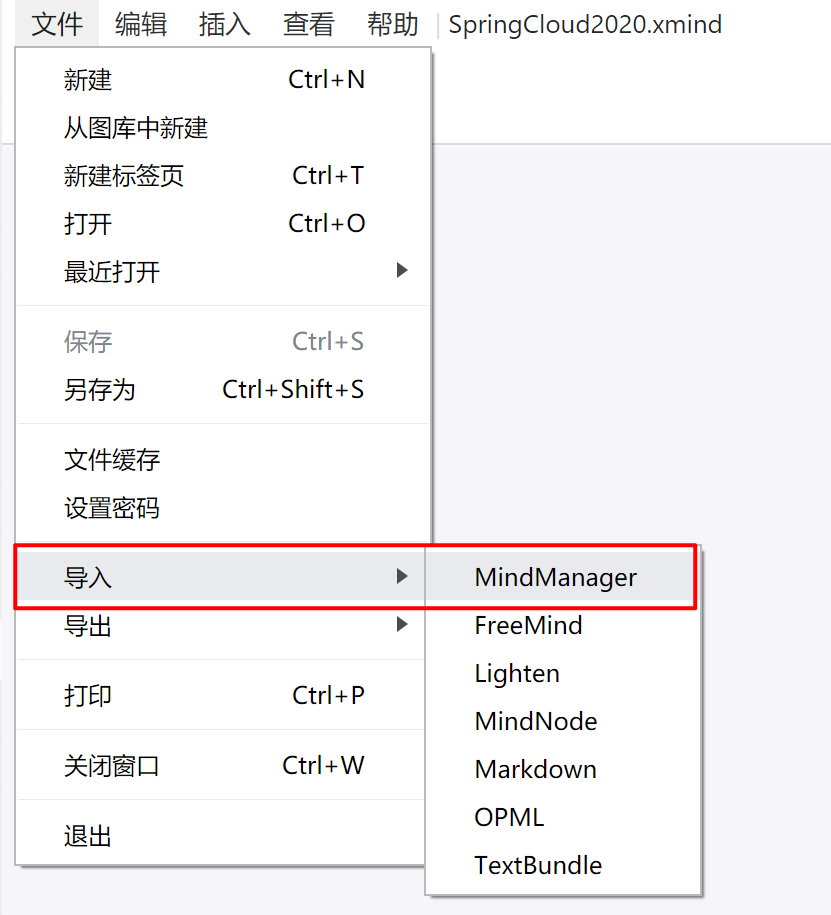 文件 编辑 插入 查看 帮助 SpringCloud2020.xmind
新建 Ctrl+N
从图库中新建
新建标签页 Ctrl+T
打开 Ctrl+O
最近打开
保存 Ctrl+S
另存为 Ctrl+Shift+S
文件缓存
设置密码
导入 MindManager
导出 FreeMind
Lighten
打印 Ctrl+P
MindNode
关闭窗口 Ctrl+W
Markdown
OPML
退出
TextBundle